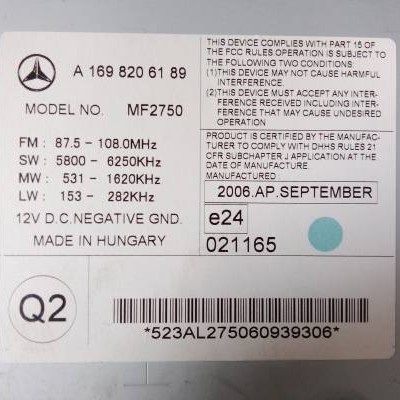 A 169 820 61 89
MODEL NO. MF2750
FM : 87.5 - 108.0MHz
SW : 5800 - 6250KHz
MW : 531 - 1620KHz
LW : 153 - 282KHz
12V D.C.NEGATIVE GND.
MADE IN HUNGARY
THIS DEVICE COMPLIES WITH PART 15 OF
THE FCC RULES OPERATION IS SUBJECT TO THE
FOLLOWING TWO CONDITIONS:
(1)THIS DEVICE MAY NOT CAUSE HARMFUL
INTERFERENCE, AND
(2)THIS DEVICE MUST ACCEPT ANY INTER-
FERENCE RECEIVED INCLUDING INTER-
FERENCE THAT MAY CAUSE UNDESIRED
OPERATION.
PRODUCT IS CERTIFIED BY THE MANUFAC-
TURER TO COMPLY WITH DHHS RULES 21
CFR SUBCHAPTER J APPLICATION AT THE
DATE OF MANUFACTURE.
MANUFACTURED
2006.AP.SEPTEMBER
e24
021165
Q2
*523AL275060939306*